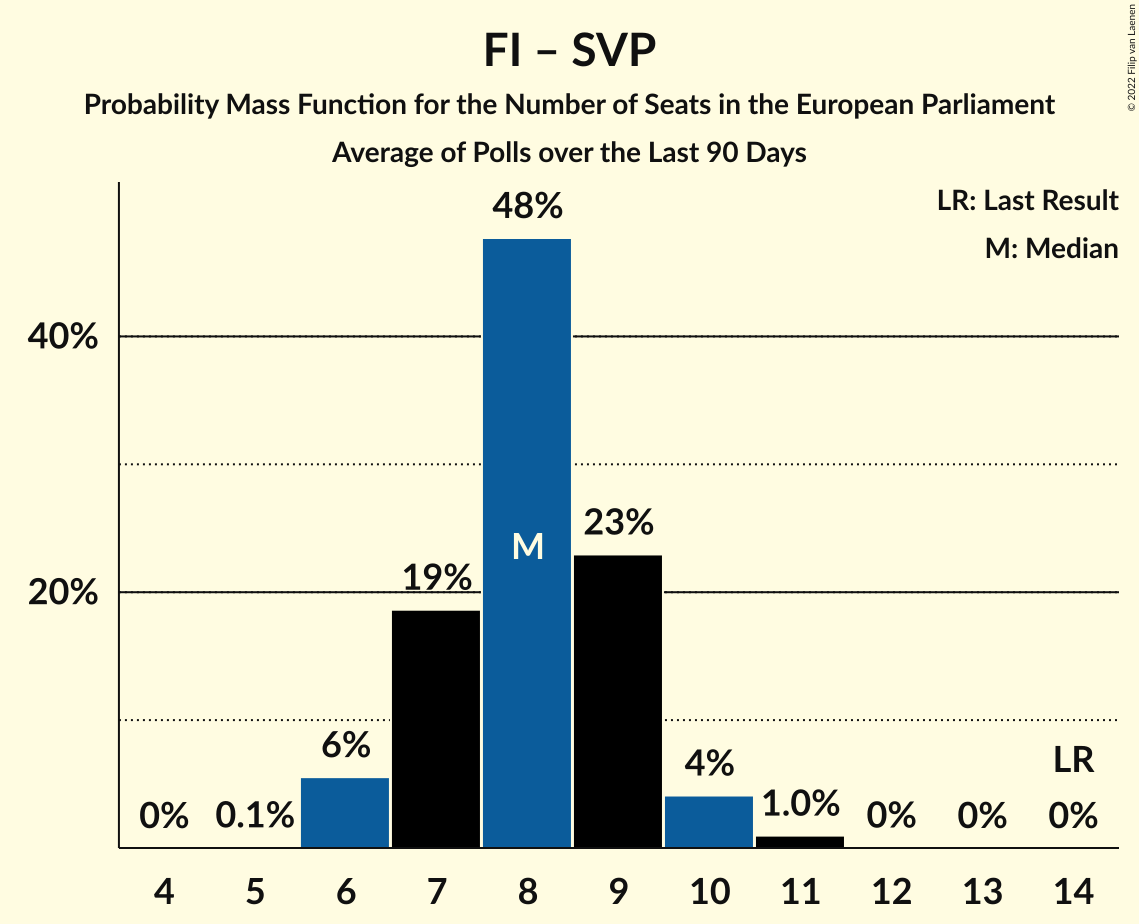 FI – SVP
Probability Mass Function for the Number of Seats in the European Parliament
Average of Polls over the Last 90 Days
© 2022 Filip van Laenen
LR: Last Result
M: Median
40%
20%
0%
0.1%
6%
19%
48%
M
23%
4%
1.0%
0%
0%
LR
0%
4 5 6 7 8 9 10 11 12 13 14